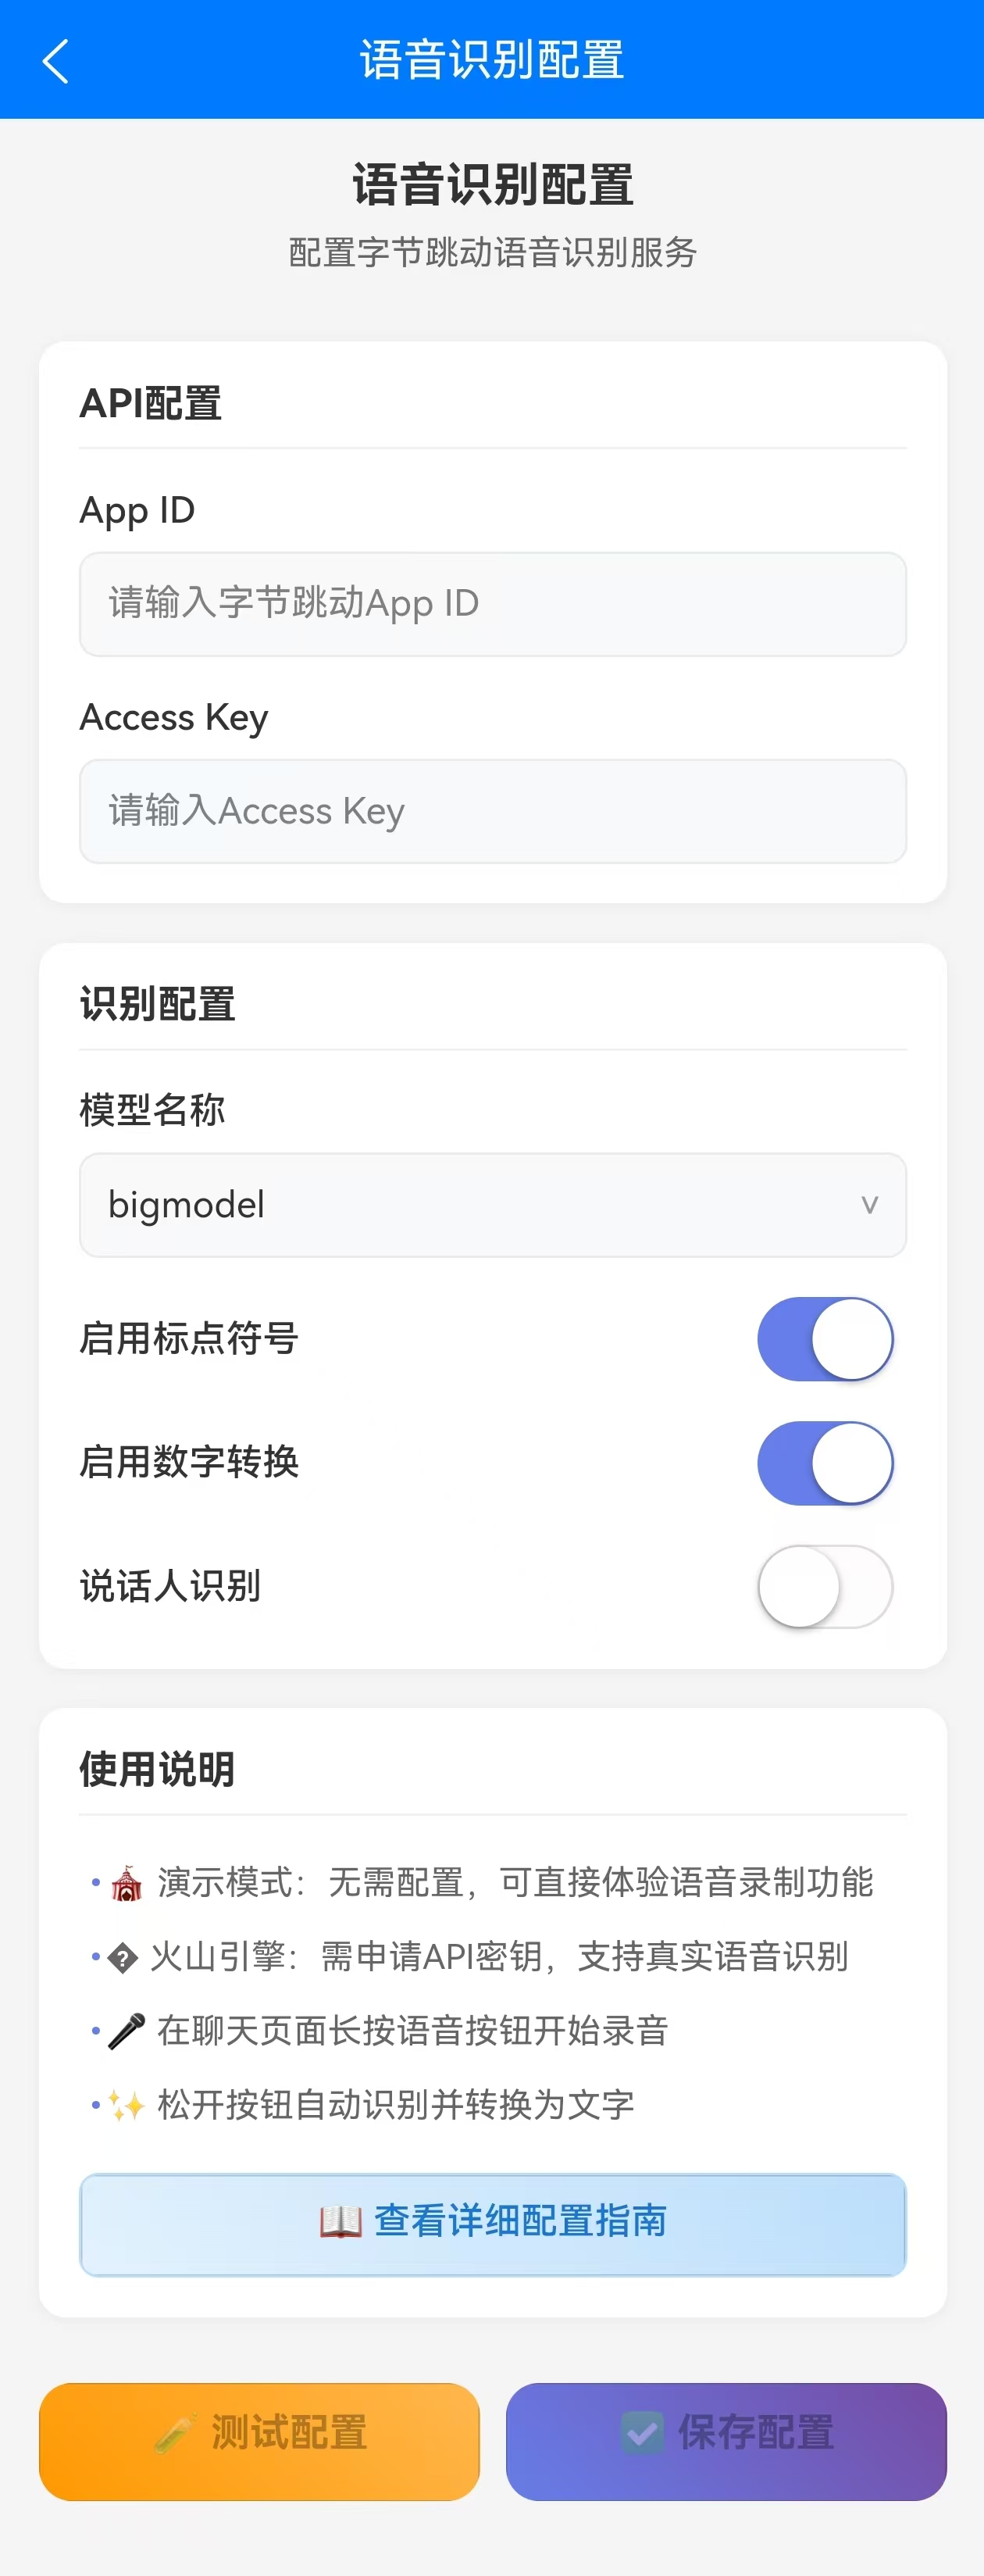 语音识别配置
语音识别配置
配置字节跳动语音识别服务
API配置
App ID
请输入字节跳动App ID
Access Key
请输入Access Key
识别配置
模型名称
bigmodel
启用标点符号
启用数字转换
说话人识别
使用说明
• 🎪 演示模式：无需配置，可直接体验语音录制功能
• � 火山引擎：需申请API密钥，支持真实语音识别
• 🎤 在聊天页面长按语音按钮开始录音
• ✨ 松开按钮自动识别并转换为文字
📖 查看详细配置指南
🧪 测试配置
✅ 保存配置